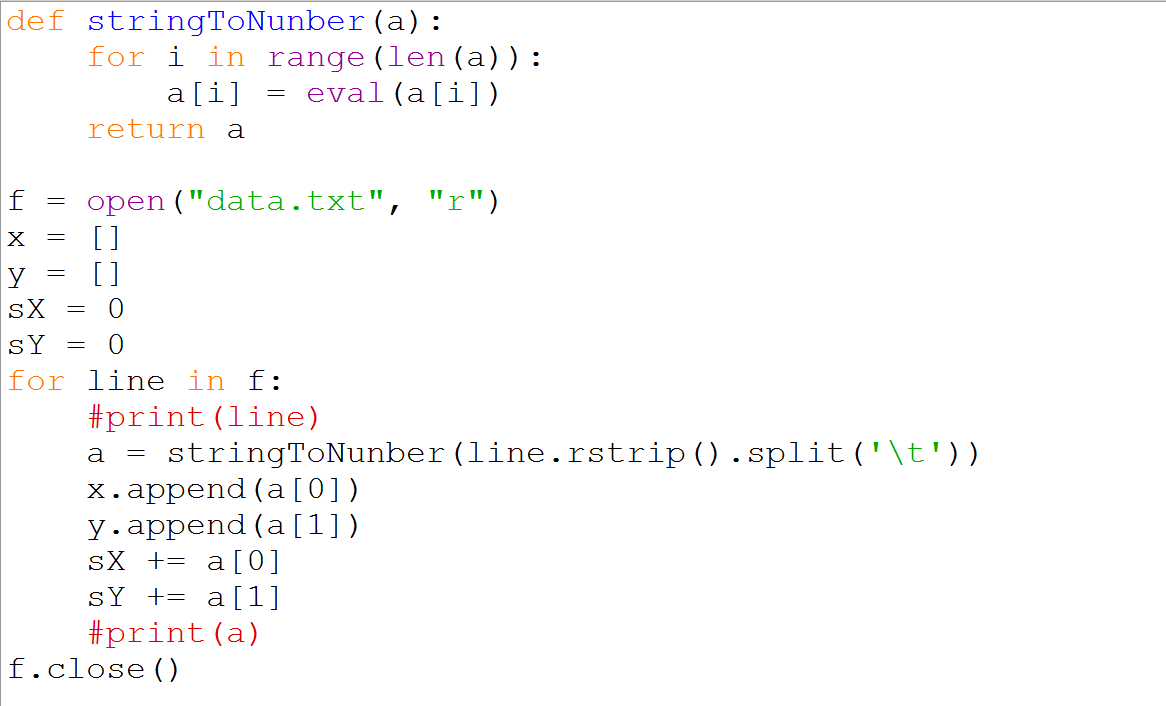 def stringToNunber(a):
    for i in range(len(a)):
        a[i] = eval(a[i])
    return a

f = open("data.txt", "r")
x = []
y = []
sX = 0
sY = 0
for line in f:
    #print(line)
    a = stringToNunber(line.rstrip().split('\t'))
    x.append(a[0])
    y.append(a[1])
    sX += a[0]
    sY += a[1]
    #print(a)
f.close()